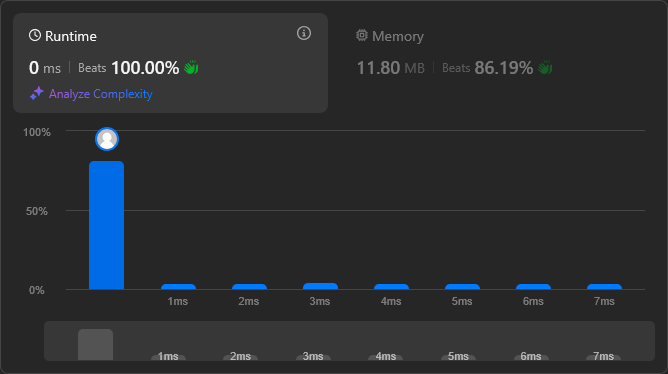 Runtime
0 ms | Beats 100.00%
Analyze Complexity
Memory
11.80 MB | Beats 86.19%
100%
50%
0%
1ms 2ms 3ms 4ms 5ms 6ms 7ms
1ms 2ms 3ms 4ms 5ms 6ms 7ms